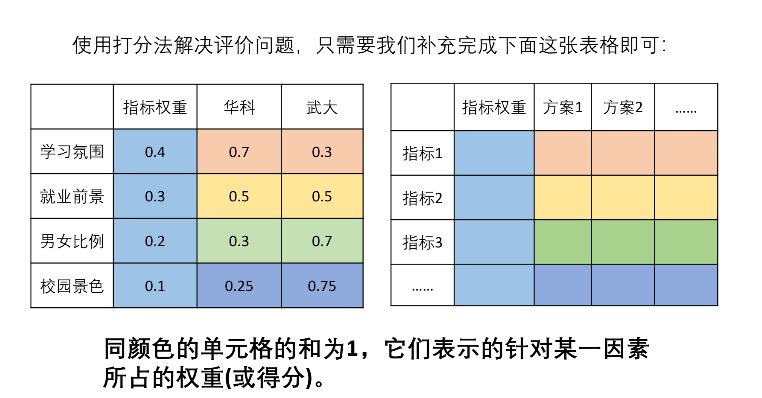 使用打分法解决评价问题，只需要我们补充完成下面这张表格即可：
指标权重 华科 武大
学习氛围 0.4 0.7 0.3
就业前景 0.3 0.5 0.5
男女比例 0.2 0.3 0.7
校园景色 0.1 0.25 0.75
指标权重 方案1 方案2 ……
指标1
指标2
指标3
……
同颜色的单元格的和为1，它们表示的针对某一因素
所占的权重(或得分)。